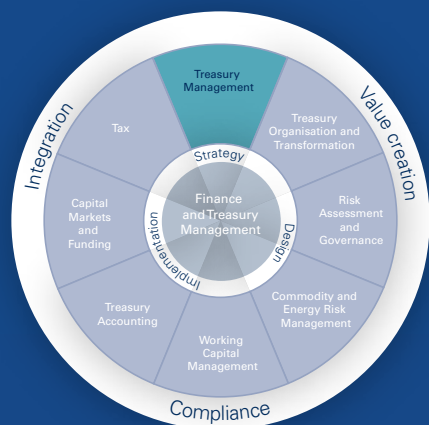 Treasury
Management
Treasury
Organisation and
Transformation
Risk
Assessment
and
Governance
Commodity and
Energy Risk
Management
Working
Capital
Management
Treasury
Accounting
Capital
Markets
and
Funding
Tax
Integration
Value creation
Compliance
Strategy
Design
Implementation
Finance
and Treasury
Management